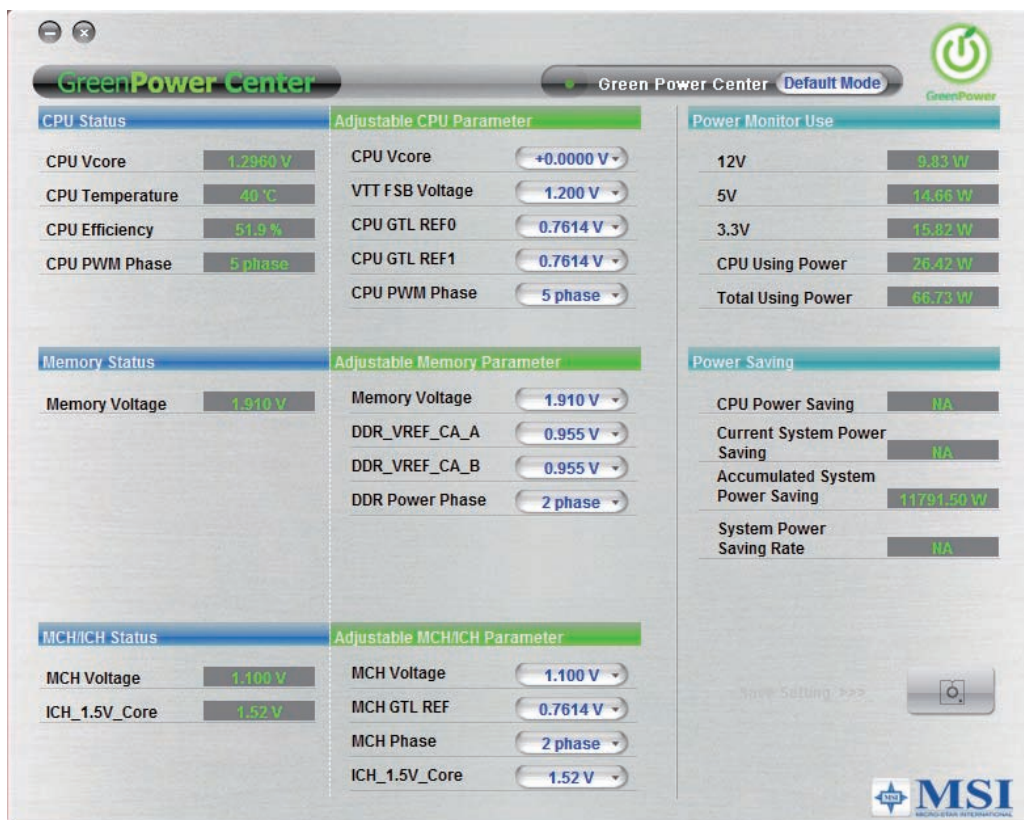 GreenPower Center
Green Power Center Default Mode
GreenPower
CPU Status
CPU Vcore 1.2960 V
CPU Temperature 40 °C
CPU Efficiency 51.9 %
CPU PWM Phase 5 phase
Adjustable CPU Parameter
CPU Vcore +0.0000 V
VTT FSB Voltage 1.200 V
CPU GTL REF0 0.7614 V
CPU GTL REF1 0.7614 V
CPU PWM Phase 5 phase
Power Monitor Use
12V 9.83 W
5V 14.66 W
3.3V 15.82 W
CPU Using Power 26.42 W
Total Using Power 66.73 W
Memory Status
Memory Voltage 1.910 V
Adjustable Memory Parameter
Memory Voltage 1.910 V
DDR_VREF_CA_A 0.955 V
DDR_VREF_CA_B 0.955 V
DDR Power Phase 2 phase
Power Saving
CPU Power Saving NA
Current System Power
Saving NA
Accumulated System
Power Saving 11791.50 W
System Power
Saving Rate NA
MCH/ICH Status
MCH Voltage 1.100 V
ICH_1.5V_Core 1.52 V
Adjustable MCH/ICH Parameter
MCH Voltage 1.100 V
MCH GTL REF 0.7614 V
MCH Phase 2 phase
ICH_1.5V_Core 1.52 V
Save Setting >>>
MSI
MSI
MICRO-STAR INTERNATIONAL